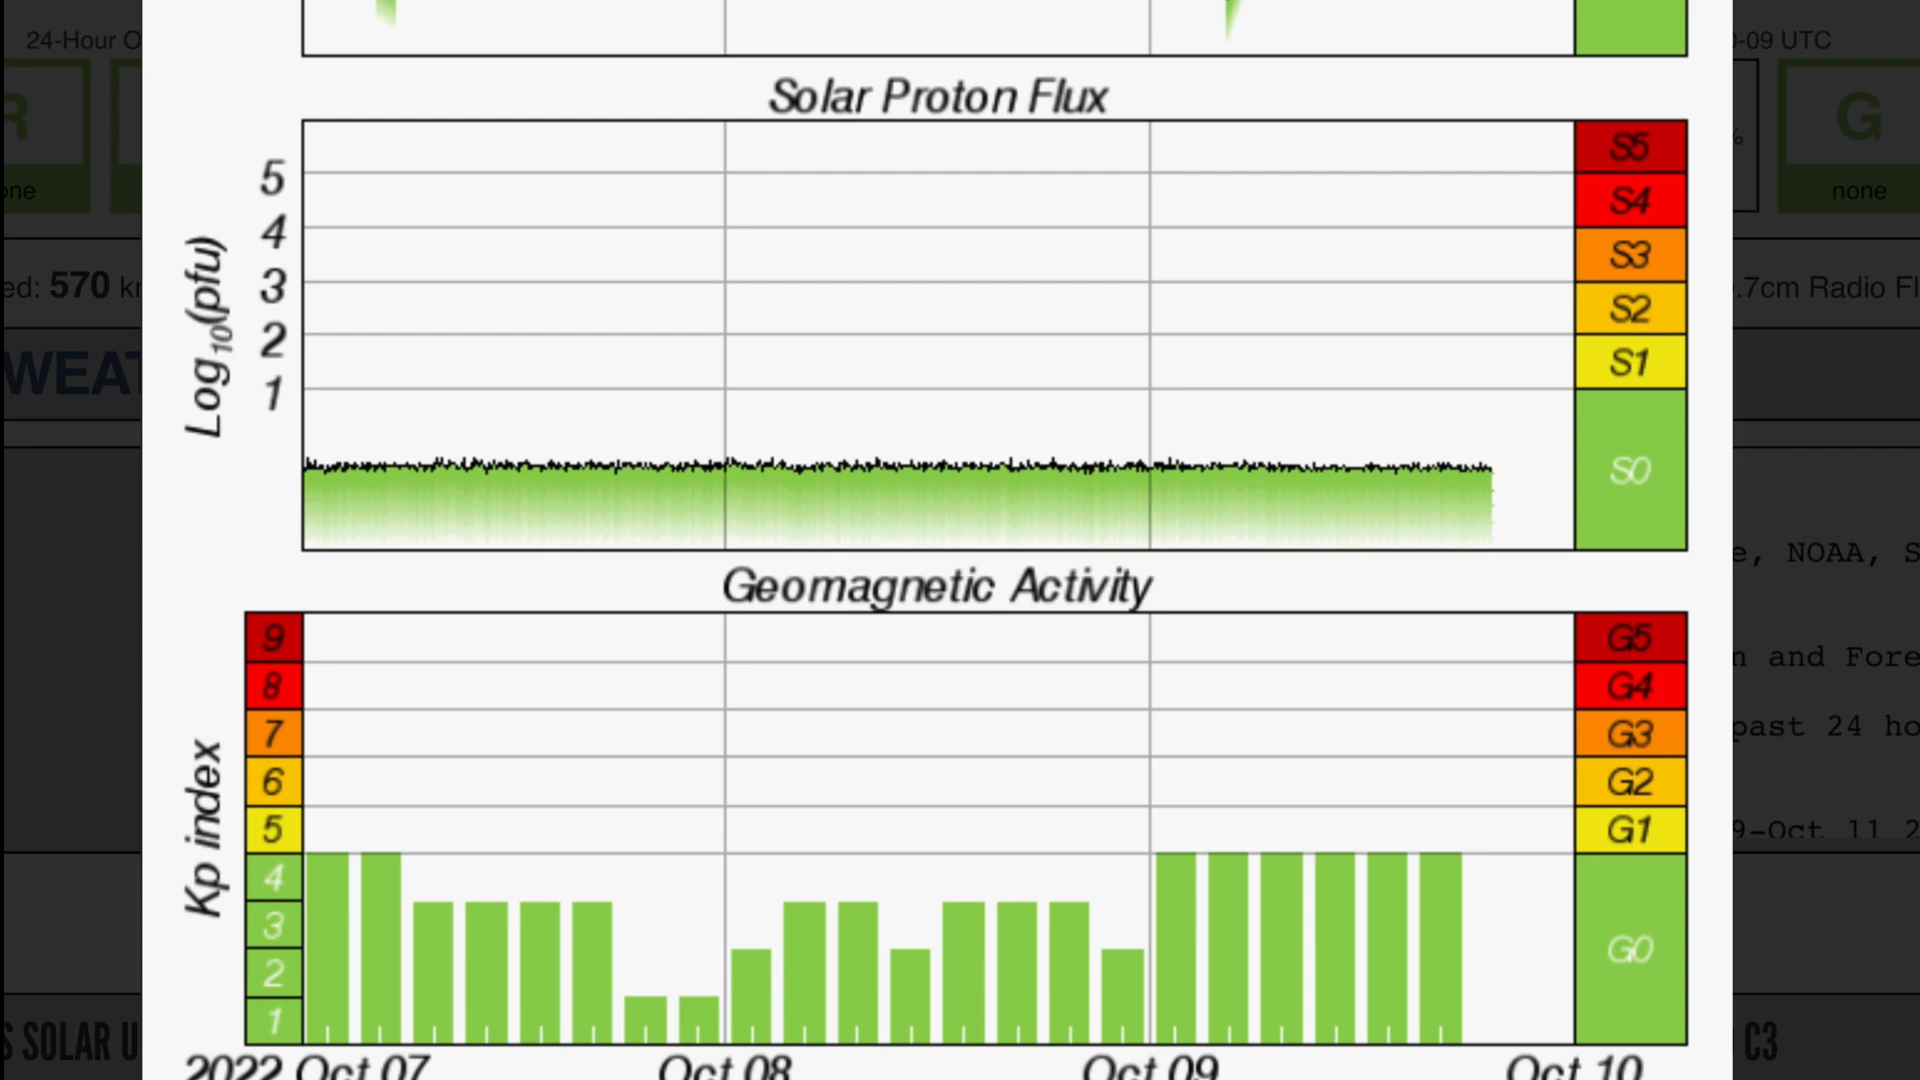 24-Hour O
-09 UTC
R
G
one
%
none
Solar Proton Flux
5
4
3
2
1
Log10(pfu)
S5
S4
S3
S2
S1
S0
ed: 570 k
.7cm Radio Fl
WEAT
e, NOAA, S
n and Fore
past 24 ho
9-Oct 11 2
Geomagnetic Activity
9
8
7
6
5
4
3
2
1
Kp index
G5
G4
G3
G2
G1
G0
2022 Oct 07
Oct 08
Oct 09
Oct 10
S SOLAR U
C3